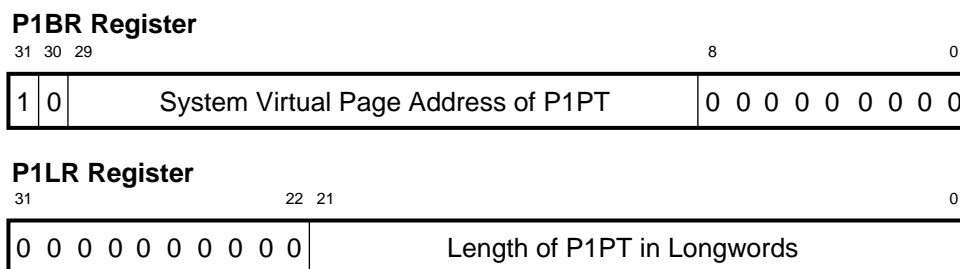 P1BR Register
31 30 29 8 0
1 0 System Virtual Page Address of P1PT 0 0 0 0 0 0 0 0 0
P1LR Register
31 22 21 0
0 0 0 0 0 0 0 0 0 0 Length of P1PT in Longwords